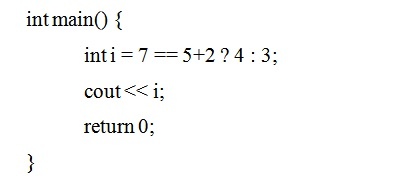 int main() {
int i = 7 == 5+2 ? 4 : 3;
cout << i;
return 0;
}